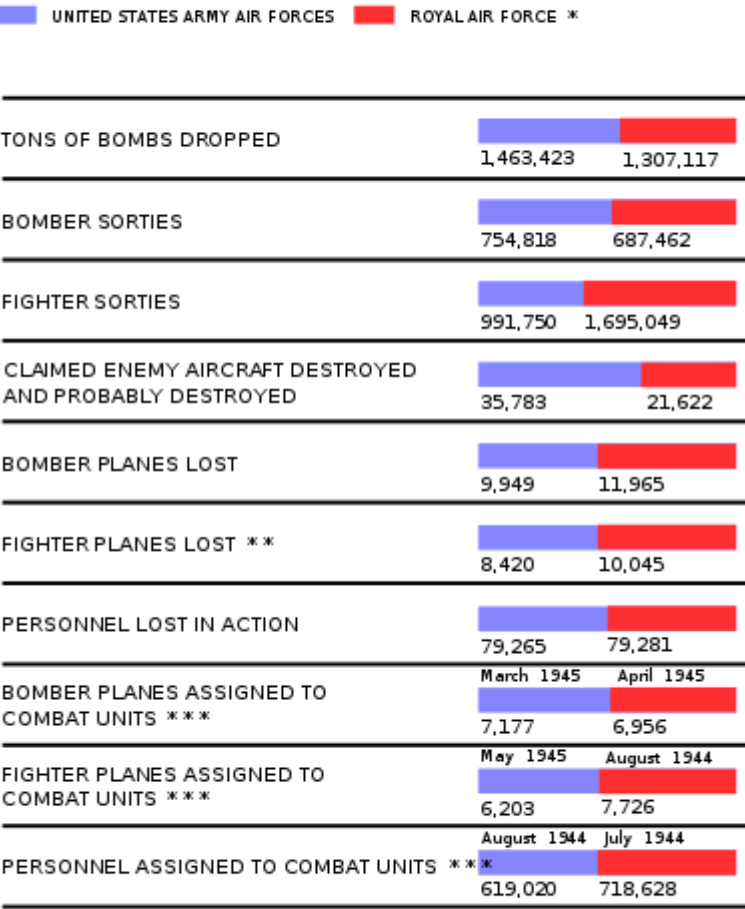 UNITED STATES ARMY AIR FORCES ROYAL AIR FORCE *
TONS OF BOMBS DROPPED
1,463,423 1,307,117
BOMBER SORTIES
754,818 687,462
FIGHTER SORTIES
991,750 1,695,049
CLAIMED ENEMY AIRCRAFT DESTROYED
AND PROBABLY DESTROYED
35,783 21,622
BOMBER PLANES LOST
9,949 11,965
FIGHTER PLANES LOST **
8,420 10,045
PERSONNEL LOST IN ACTION
79,265 79,281
March 1945 April 1945
BOMBER PLANES ASSIGNED TO
COMBAT UNITS ***
7,177 6,956
May 1945 August 1944
FIGHTER PLANES ASSIGNED TO
COMBAT UNITS ***
6,203 7,726
August 1944 July 1944
PERSONNEL ASSIGNED TO COMBAT UNITS ***
619,020 718,628